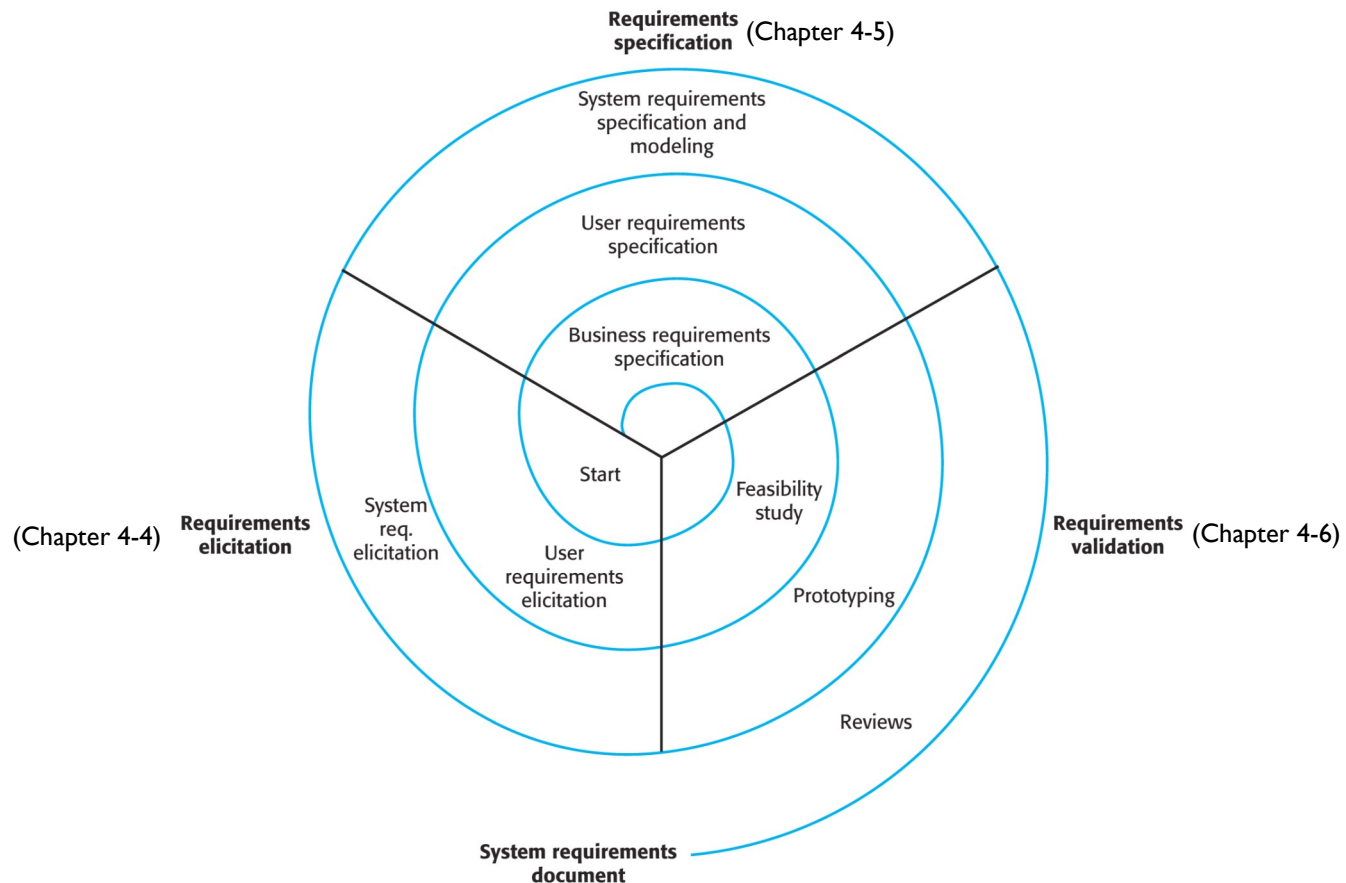 Requirements
specification (Chapter 4-5)
System requirements
specification and
modeling
User requirements
specification
Business requirements
specification
Start
Feasibility
study
System
req.
elicitation
User
requirements
elicitation
(Chapter 4-4) Requirements
elicitation
Requirements
validation (Chapter 4-6)
Prototyping
Reviews
System requirements
document